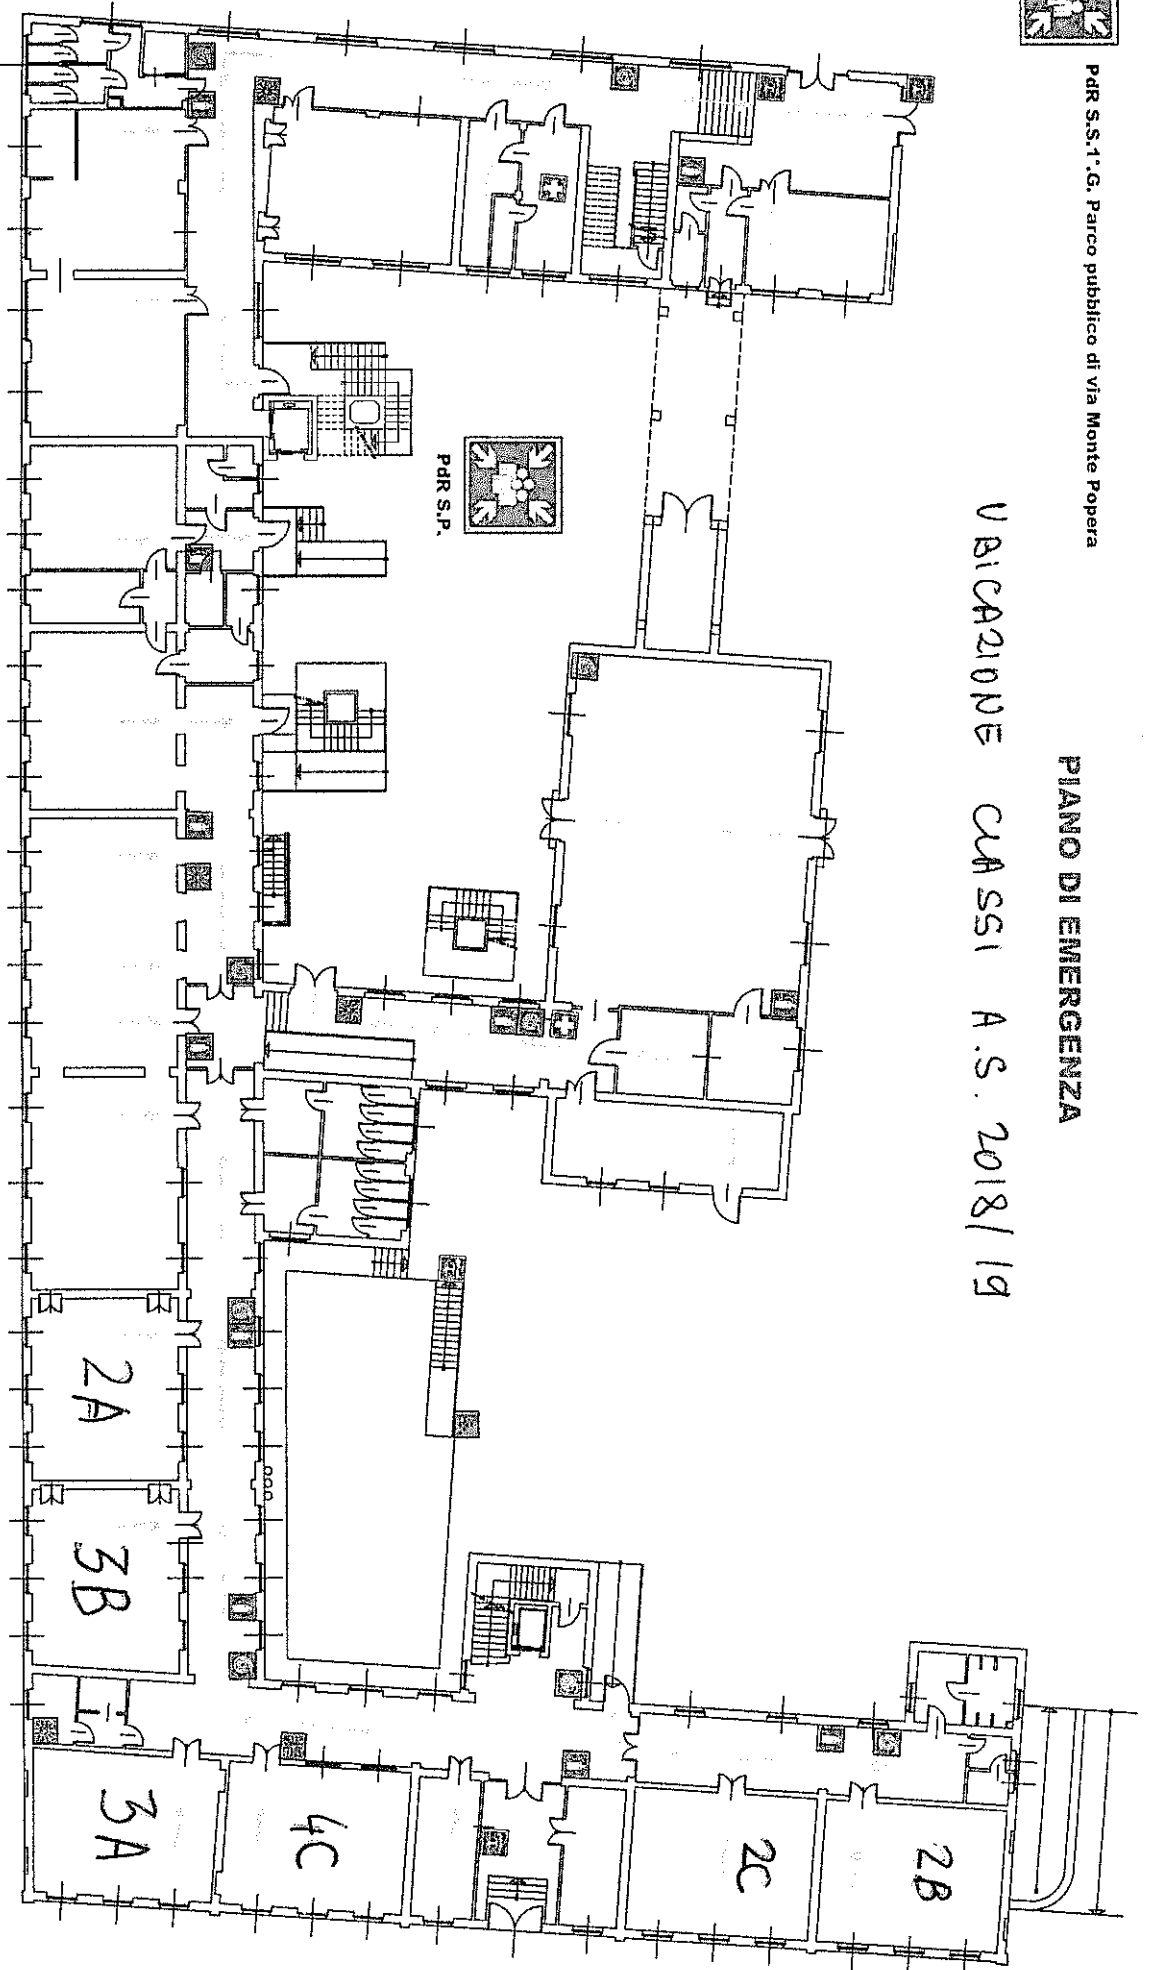 PdR S.S.1°.G. Parco pubblico di via Monte Popera
PIANO DI EMERGENZA
UBICAZIONE CLASSI A.S. 2018/19
PdR S.P.
2A
3B
3A
4C
2C
2B